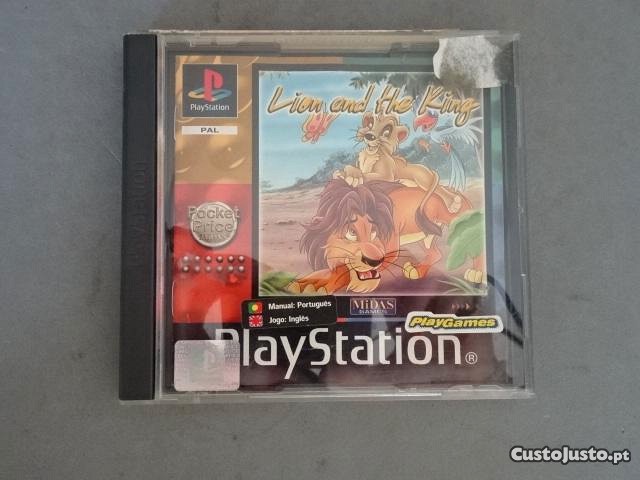 PlayStation
PAL
Lion and the King
Pocket
Price
MiDAS
GAMES
Manual: Português
Jogo: Inglês
PlayGames
PlayStation®
CustoJusto.pt